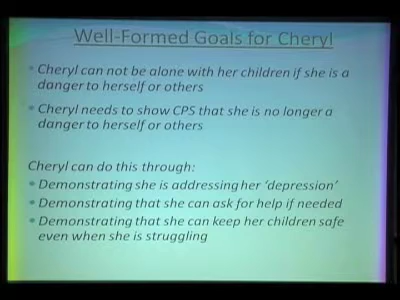 Well-Formed Goals for Cheryl
• Cheryl can not be alone with her children if she is a
danger to herself or others
• Cheryl needs to show CPS that she is no longer a
danger to herself or others
Cheryl can do this through:
• Demonstrating she is addressing her 'depression'
• Demonstrating that she can ask for help if needed
• Demonstrating that she can keep her children safe
even when she is struggling